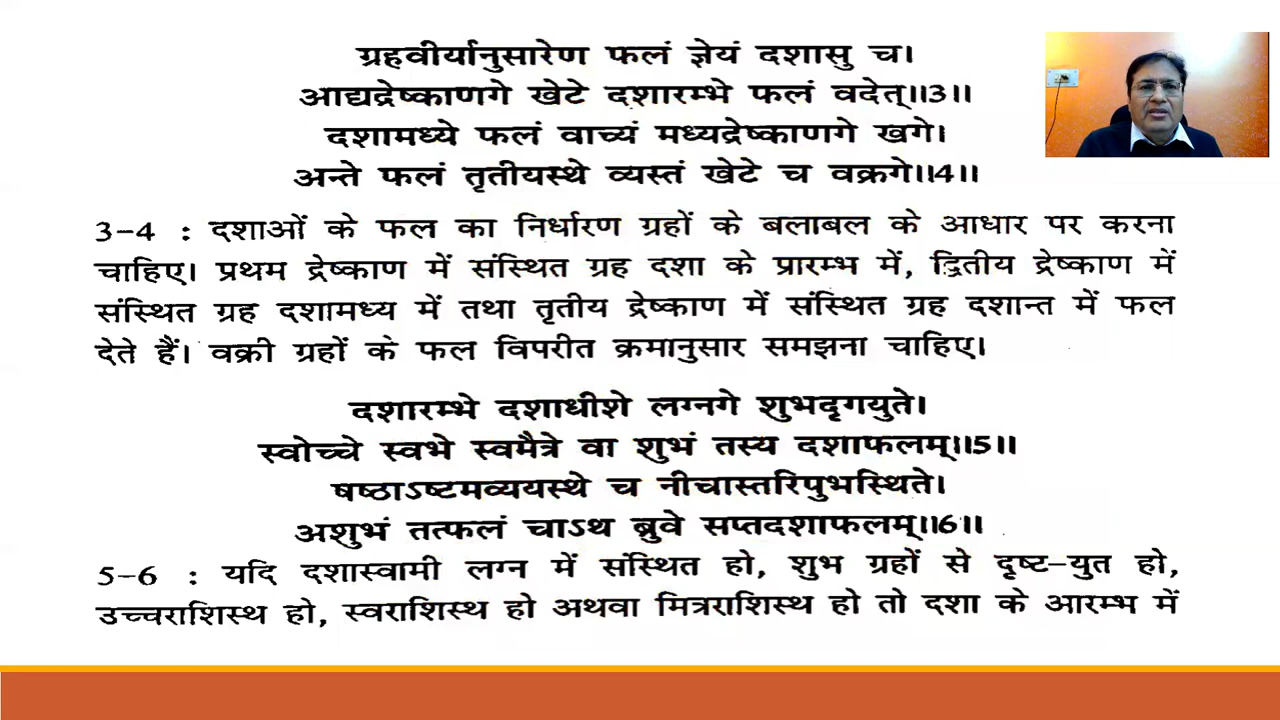 ग्रहवीर्यानुसारेण फलं ज्ञेयं दशासु च।
आद्यद्रेष्काणगे खेटे दशारम्भे फलं वदेत्॥3॥
दशामध्ये फलं वाच्यं मध्यद्रेष्काणगे खगे।
अन्ते फलं तृतीयस्थे व्यस्तं खेटे च वक्रगे॥4॥
3–4 : दशाओं के फल का निर्धारण ग्रहों के बलाबल के आधार पर करना
चाहिए। प्रथम द्रेष्काण में संस्थित ग्रह दशा के प्रारम्भ में, द्वितीय द्रेष्काण में
संस्थित ग्रह दशामध्य में तथा तृतीय द्रेष्काण में संस्थित ग्रह दशान्त में फल
देते हैं। वक्री ग्रहों के फल विपरीत क्रमानुसार समझना चाहिए।
दशारम्भे दशाधीशे लग्नगे शुभदृगयुते।
स्वोच्चे स्वभे स्वमैत्रे वा शुभं तस्य दशाफलम्॥5॥
षष्ठाऽष्टमव्ययस्थे च नीचास्तरिपुभस्थिते।
अशुभं तत्फलं चाऽथ ब्रुवे सप्तदशाफलम्॥6॥
5–6 : यदि दशास्वामी लग्न में संस्थित हो, शुभ ग्रहों से दृष्ट–युत हो,
उच्चराशिस्थ हो, स्वराशिस्थ हो अथवा मित्रराशिस्थ हो तो दशा के आरम्भ में